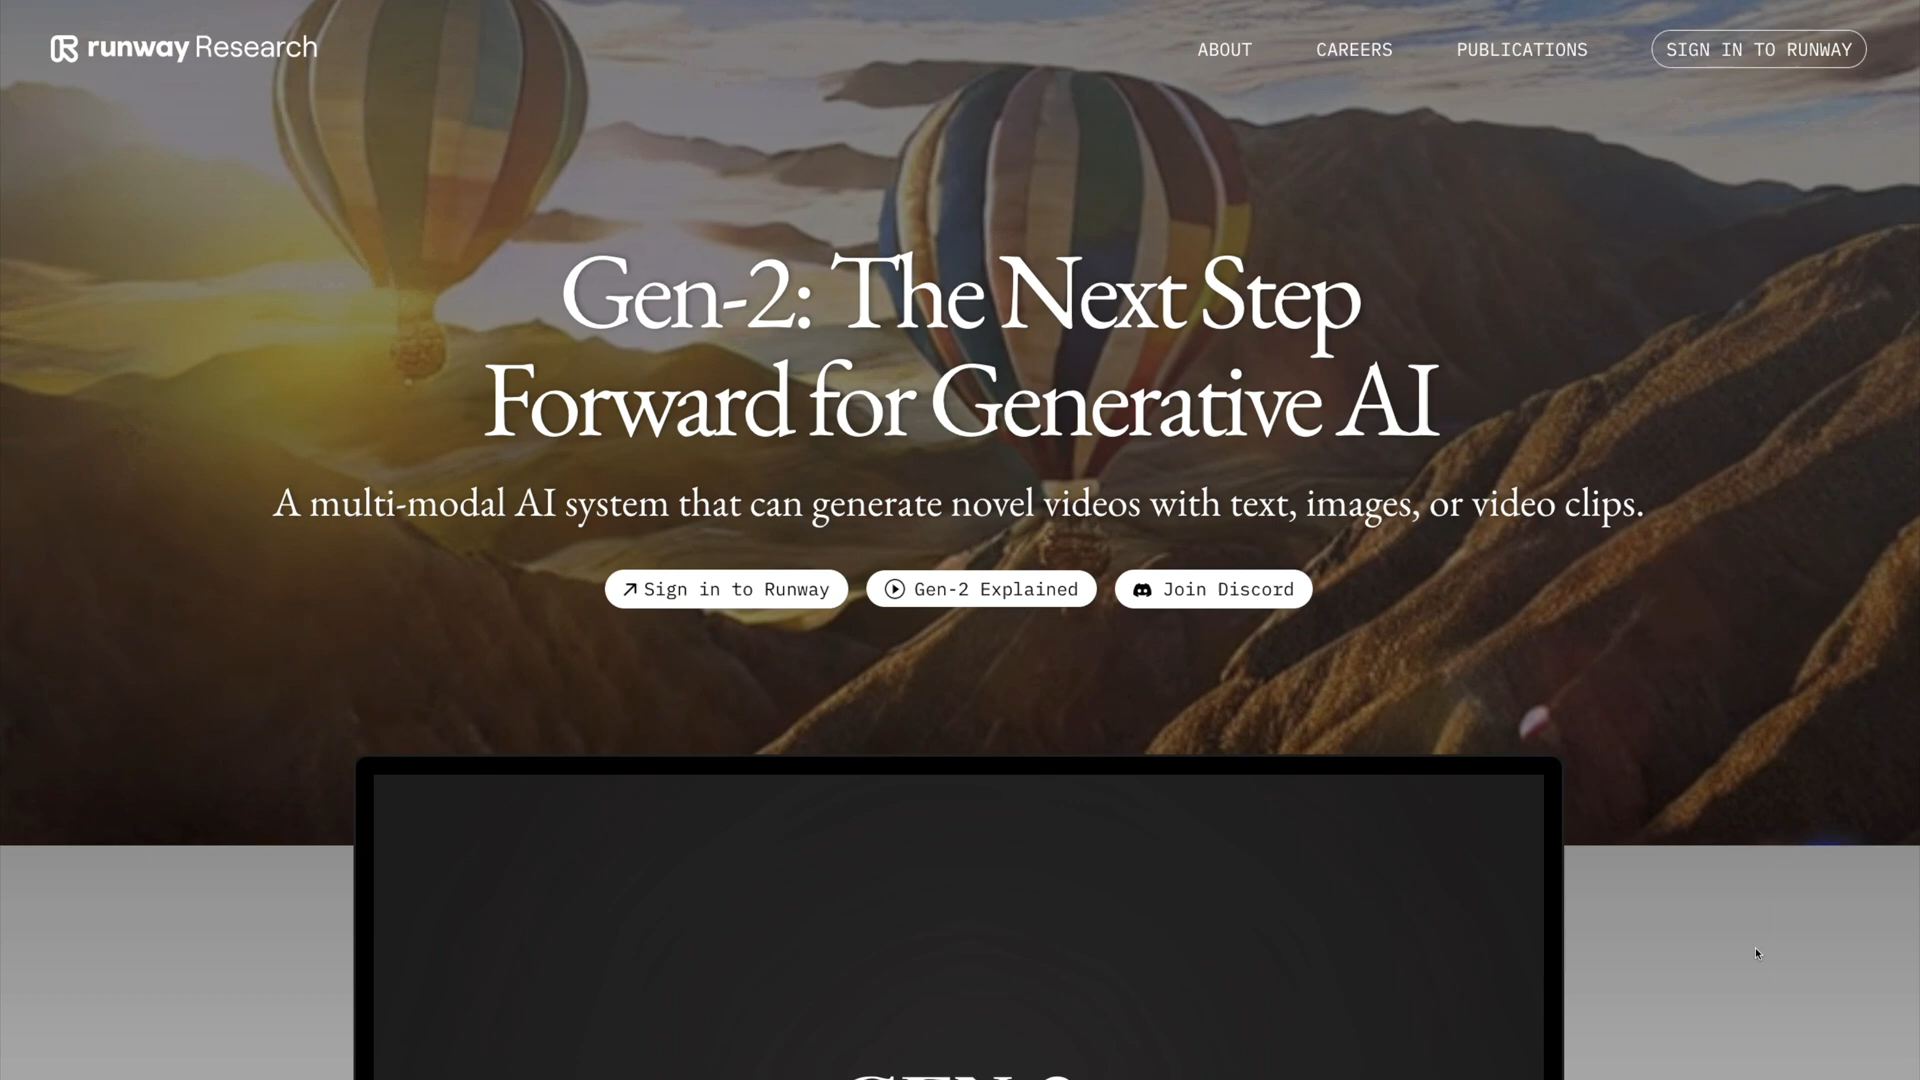 runway Research
ABOUT
CAREERS
PUBLICATIONS
SIGN IN TO RUNWAY
Gen-2: The Next Step
Forward for Generative AI
A multi-modal AI system that can generate novel videos with text, images, or video clips.
Sign in to Runway
Gen-2 Explained
Join Discord